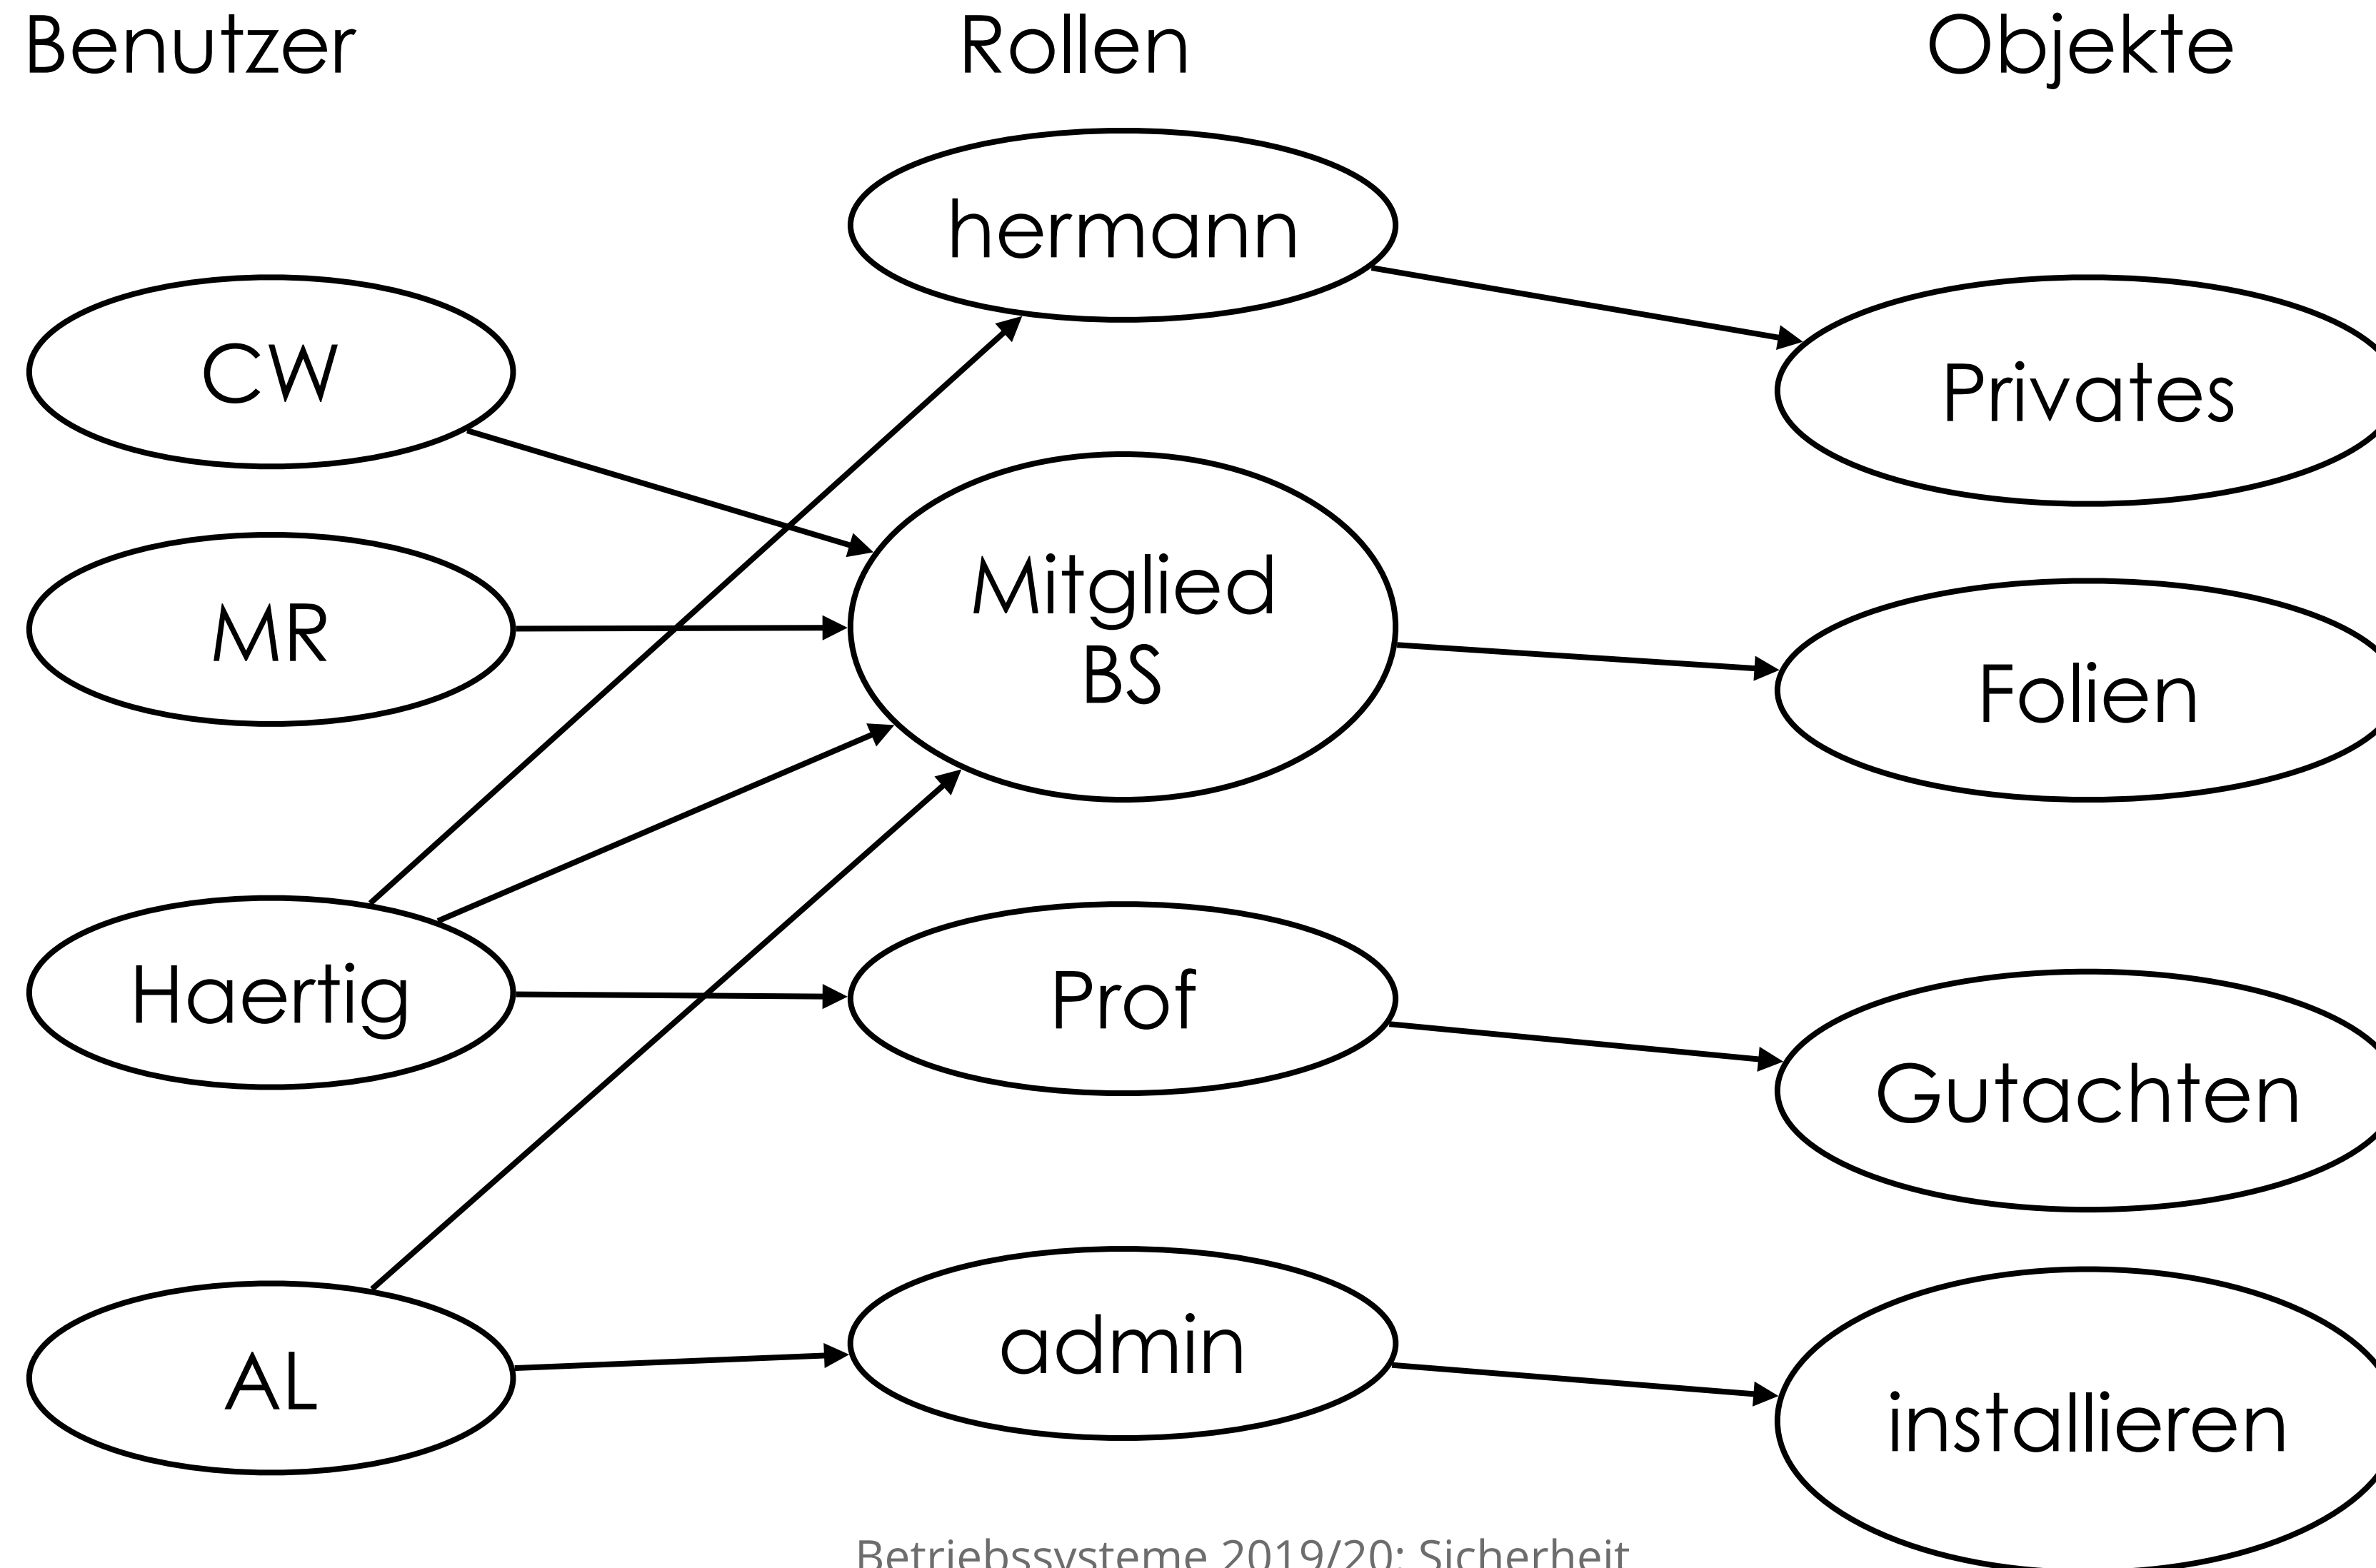 Benutzer
Rollen
Objekte
hermann
CW
Privates
Mitglied
BS
MR
Folien
Haertig
Prof
Gutachten
admin
AL
installieren
Betriebssysteme 2019/20: Sicherheit